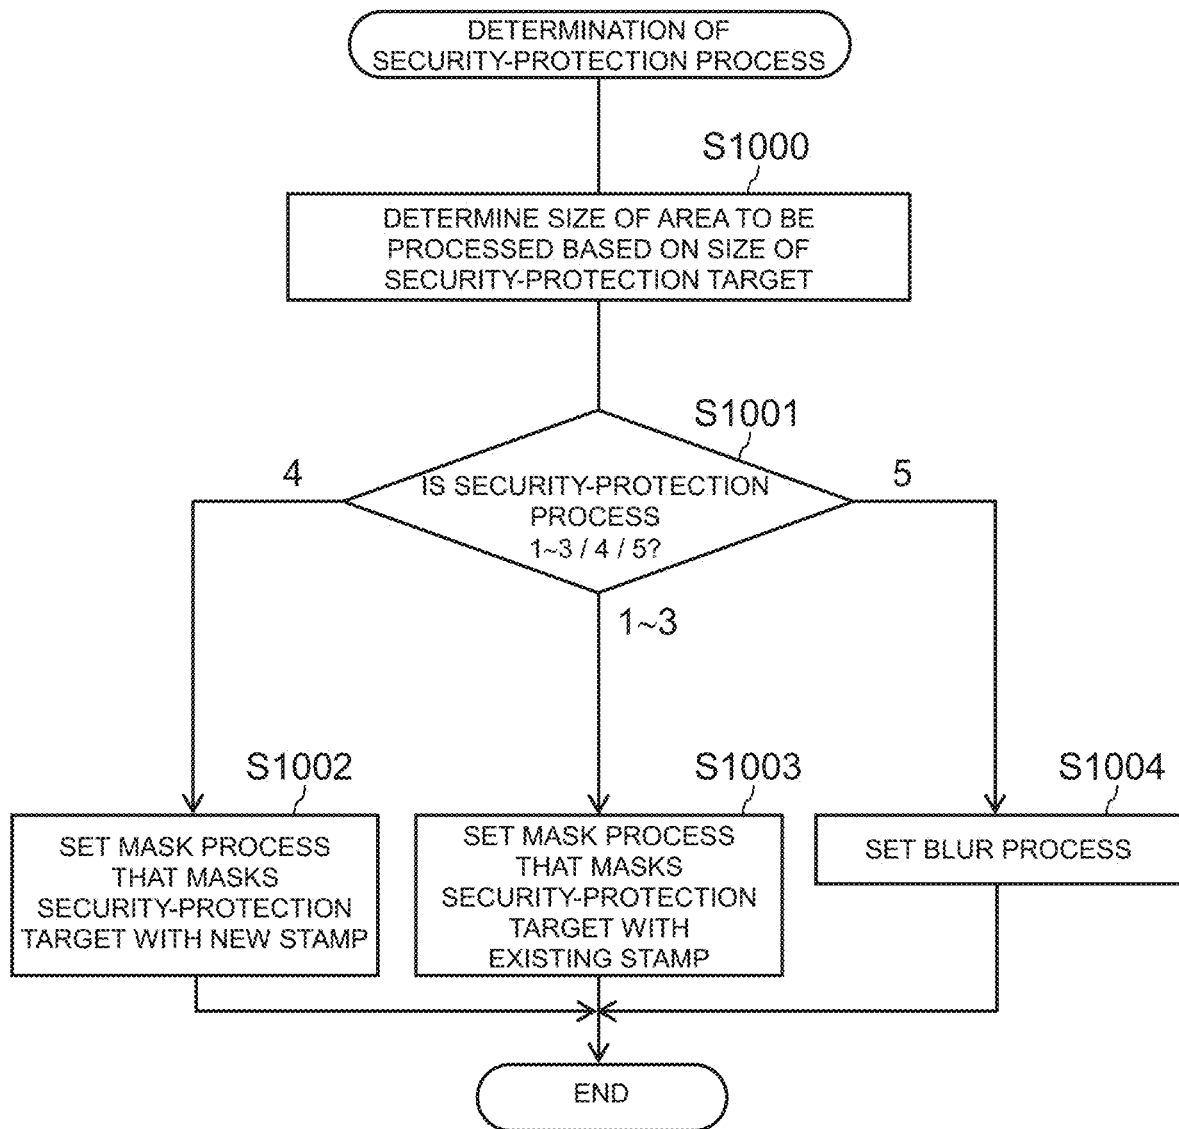 DETERMINATION OF
SECURITY-PROTECTION PROCESS
S1000
DETERMINE SIZE OF AREA TO BE
PROCESSED BASED ON SIZE OF
SECURITY-PROTECTION TARGET
S1001
4
5
IS SECURITY-PROTECTION
PROCESS
1~3 / 4 / 5?
1~3
S1002
SET MASK PROCESS
THAT MASKS
SECURITY-PROTECTION
TARGET WITH NEW STAMP
S1003
SET MASK PROCESS
THAT MASKS
SECURITY-PROTECTION
TARGET WITH
EXISTING STAMP
S1004
SET BLUR PROCESS
END